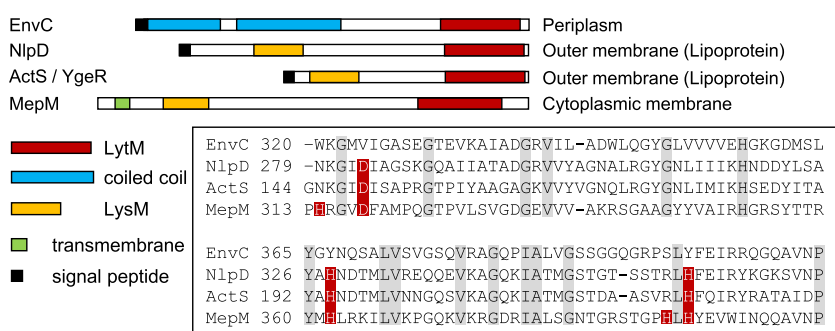 EnvC Periplasm
NlpD Outer membrane (Lipoprotein)
ActS / YgeR Outer membrane (Lipoprotein)
MepM Cytoplasmic membrane
LytM
coiled coil
LysM
transmembrane
signal peptide
EnvC 320 –WKGMVIGASEGTEVKAIADGRVIL–ADWLQGYGLVVVVEHGKGDMSL
NlpD 279 –NKGIDIAGSKGQAIIATADGRVVYAGNALRGYGNLIIIKHNDDYLSA
ActS 144 GNKGIDISAPRGTPIYAAGAGKVVYVGNQLRGYGNLIMIKHSEDYITA
MepM 313 PHRGVDFAMPQGTPVLSVGDGEVVV–AKRSGAAGYYVAIRHGRSYTTR
EnvC 365 YGYNQSALVSVGSQVRAGQPIALVGSSGGQGRPSLYFEIRRQGQAVNP
NlpD 326 YAHNDTMLVREQQEVKAGQKIATMGSTGT–SSTRLHFEIRYKGKSVNP
ActS 192 YAHNDTMLVNNGQSVKAGQKIATMGSTDA–ASVRLHFQIRYRATAIDP
MepM 360 YMHLRKILVKPGQKVKRGDRIALSGNTGRSTGPHLHYEVWINQQAVNP